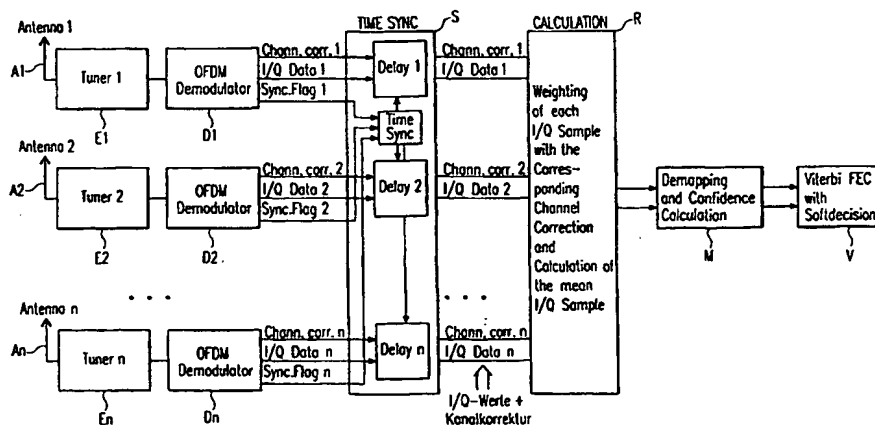 TIME SYNC
S
CALCULATION
R
Antenna 1
A1
Tuner 1
E1
OFDM
Demodulator
D1
Chann. corr. 1
I/Q Data 1
Sync.Flag 1
Delay 1
Time
Sync
Chann. corr. 1
I/Q Data 1
Antenna 2
A2
Tuner 2
E2
OFDM
Demodulator
D2
Chann. corr. 2
I/Q Data 2
Sync.Flag 2
Delay 2
Chann. corr. 2
I/Q Data 2
Weighting
of each
I/Q Sample
with the
Corres-
ponding
Channel
Correction
and
Calculation of
the mean
I/Q Sample
Demapping
and Confidence
Calculation
M
Viterbi FEC
with
Softdecision
V
. . .
. . .
Antenna n
An
Tuner n
En
OFDM
Demodulator
Dn
Chann. corr. n
I/Q Data n
Sync.Flag n
Delay n
Chann. corr. n
I/Q Data n
I/Q-Werte +
Kanalkorrektur